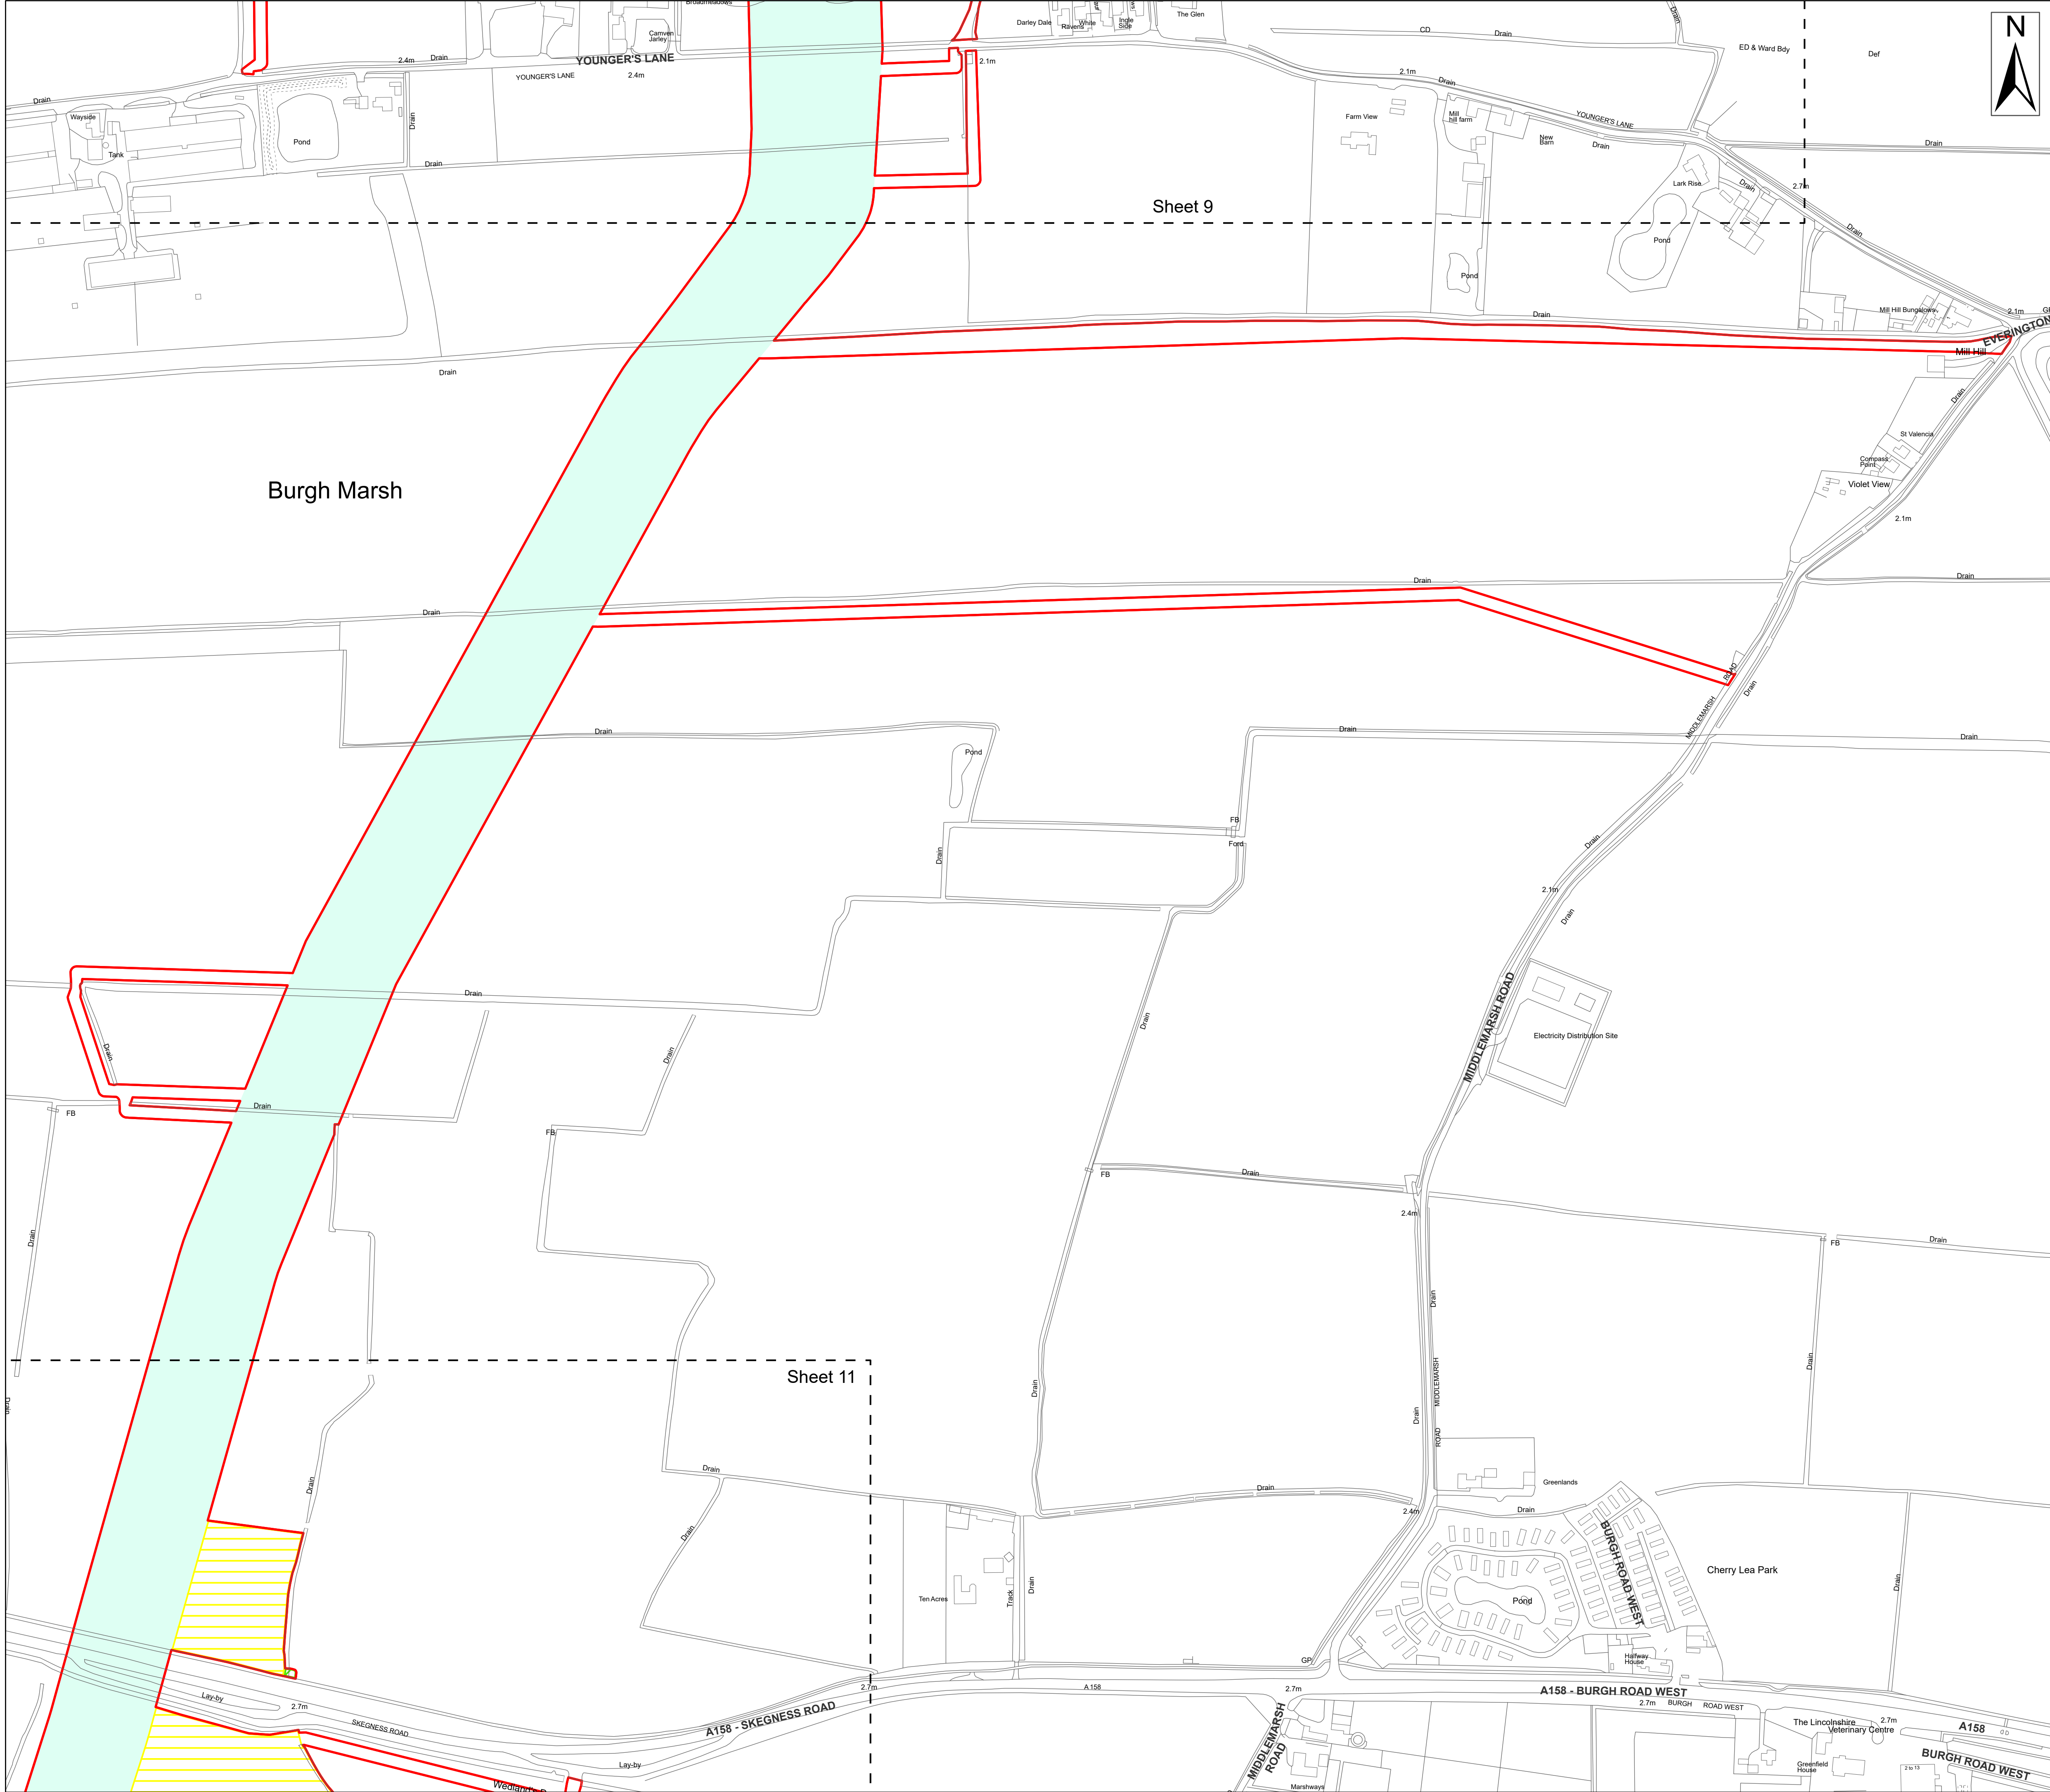 Broadmeadows
Darley Dale
Ravens
White
Ingle
Side
The Glen
Camven
Jarley
CD
Drain
Drain
ED & Ward Bdy
Def
N
2.4m
Drain
YOUNGER'S LANE
YOUNGER'S LANE
2.4m
2.1m
2.1m
Drain
Drain
Wayside
Tank
Pond
Drain
Drain
Farm View
Mill
hill farm
New
Barn
YOUNGER'S LANE
Drain
Drain
Lark Rise
Drain
2.7m
Sheet 9
Drain
Pond
Pond
Drain
Mill Hill Bungalows
2.1m
EVERINGTON
Mill Hill
Drain
Drain
St Valencia
Compass
Point
Violet View
Burgh Marsh
2.1m
Drain
Drain
Drain
ROAD
MIDDLEMARSH
Drain
Drain
Drain
Drain
Pond
FB
Ford
Drain
Drain
2.1m
Drain
Drain
Drain
MIDDLEMARSH ROAD
Electricity Distribution Site
Drain
Drain
Drain
FB
FB
Drain
FB
2.4m
Drain
FB
Drain
Drain
Drain
MIDDLEMARSH
ROAD
Drain
Sheet 11
Drain
Drain
Drain
Drain
Drain
Drain
Drain
Greenlands
2.4m
Drain
Drain
BURGH ROAD WEST
Cherry Lea Park
Drain
Pond
Ten Acres
Track
Drain
Halfway
House
GP
Lay-by
2.7m
SKEGNESS ROAD
A158 - SKEGNESS ROAD
2.7m
A 158
2.7m
A158 - BURGH ROAD WEST
2.7m
BURGH
ROAD WEST
MIDDLEMARSH
ROAD
The Lincolnshire
Veterinary Centre
2.7m
A158
BURGH ROAD WEST
Greenfield
House
2 to 13
Lay-by
Marshways